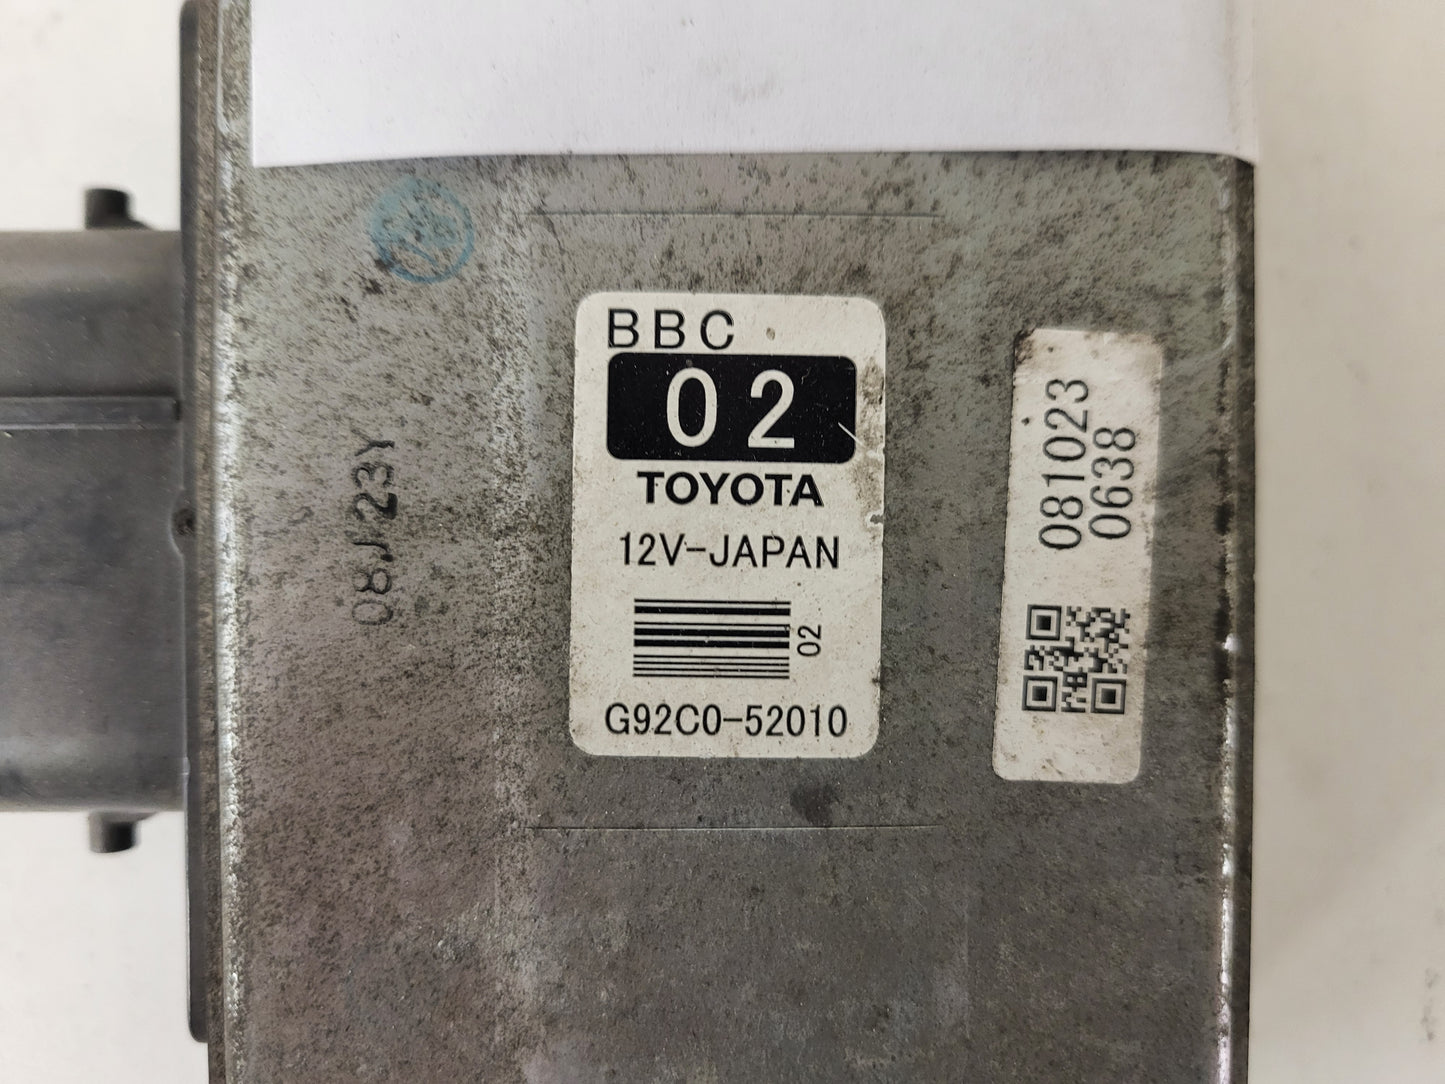 BBC
02
TOYOTA
12V-JAPAN
02
G92C0-52010
081023
0638
08J23Y